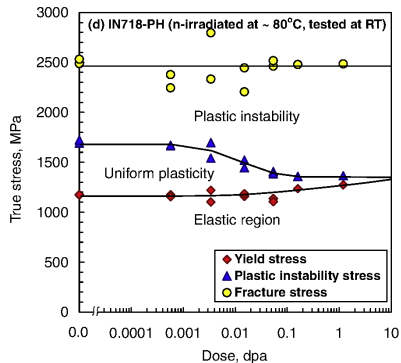 3000
(d) IN718-PH (n-irradiated at ~ 80°C, tested at RT)
2500
Plastic instability
2000
True stress, MPa
1500
Uniform plasticity
1000
Elastic region
500
Yield stress
Plastic instability stress
Fracture stress
0
0.0 0.0001 0.001 0.01 0.1 1 10
Dose, dpa